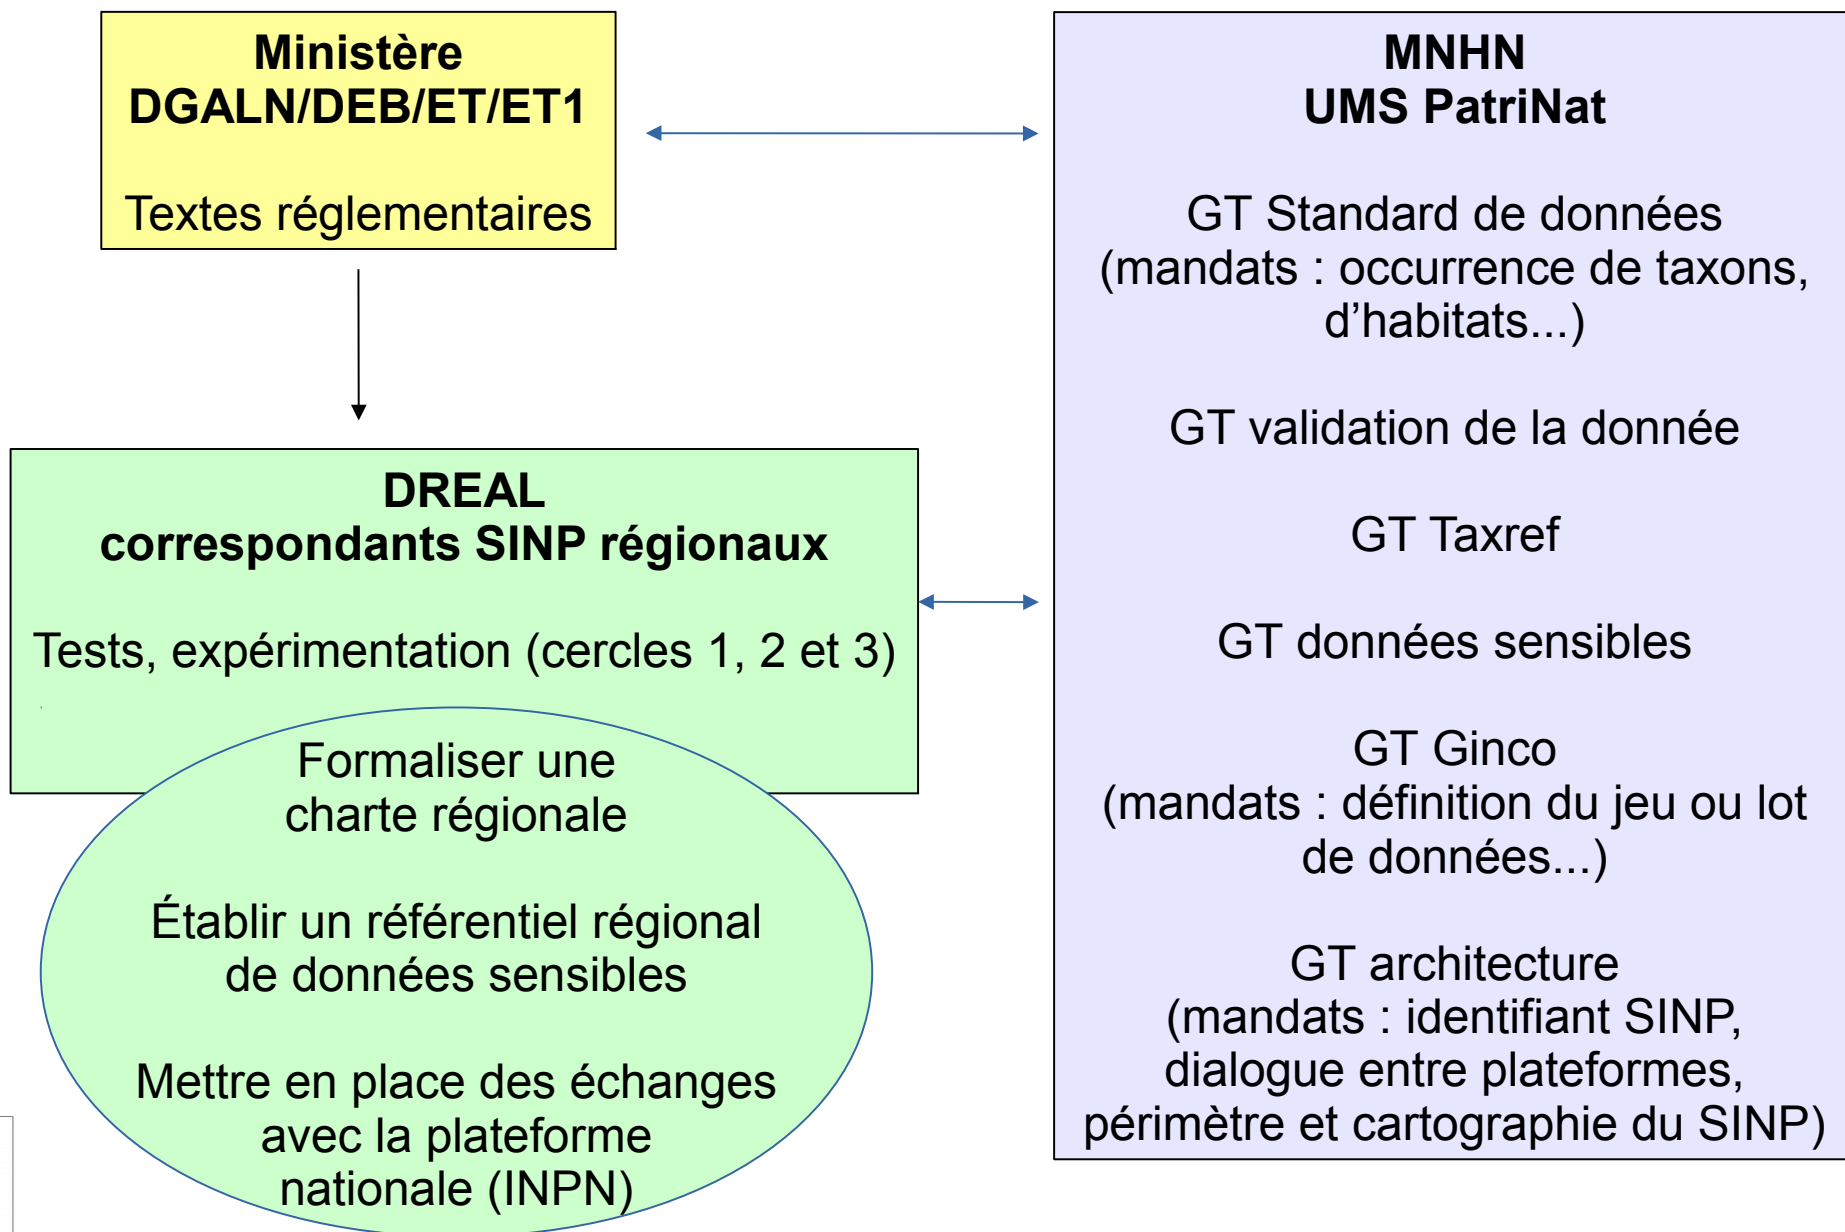 Ministère
DGALN/DEB/ET/ET1
Textes réglementaires
DREAL
correspondants SINP régionaux
Tests, expérimentation (cercles 1, 2 et 3)
Formaliser une
charte régionale
Établir un référentiel régional
de données sensibles
Mettre en place des échanges
avec la plateforme
nationale (INPN)
MNHN
UMS PatriNat
GT Standard de données
(mandats : occurrence de taxons,
d’habitats...)
GT validation de la donnée
GT Taxref
GT données sensibles
GT Ginco
(mandats : définition du jeu ou lot
de données...)
GT architecture
(mandats : identifiant SINP,
dialogue entre plateformes,
périmètre et cartographie du SINP)